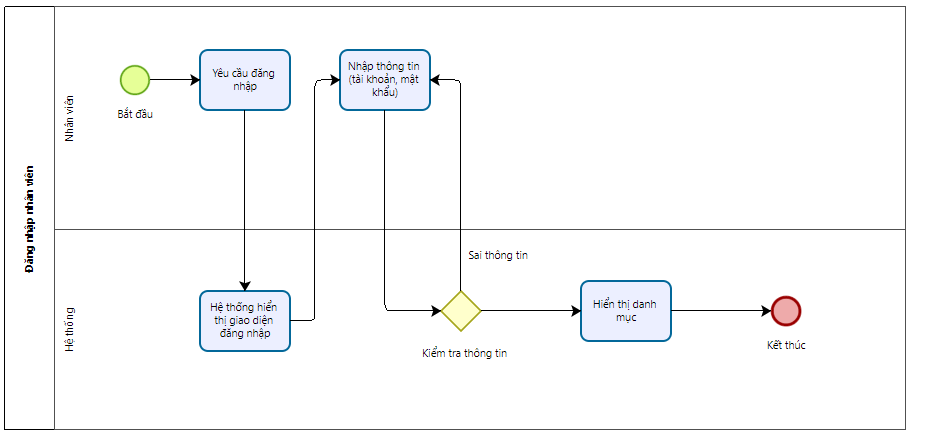 Đăng nhập nhân viên
Nhân viên
Bắt đầu
Yêu cầu đăng
nhập
Nhập thông tin
(tài khoản, mật
khẩu)
Hệ thống
Hệ thống hiển
thị giao diện
đăng nhập
Sai thông tin
Kiểm tra thông tin
Hiển thị danh
mục
Kết thúc